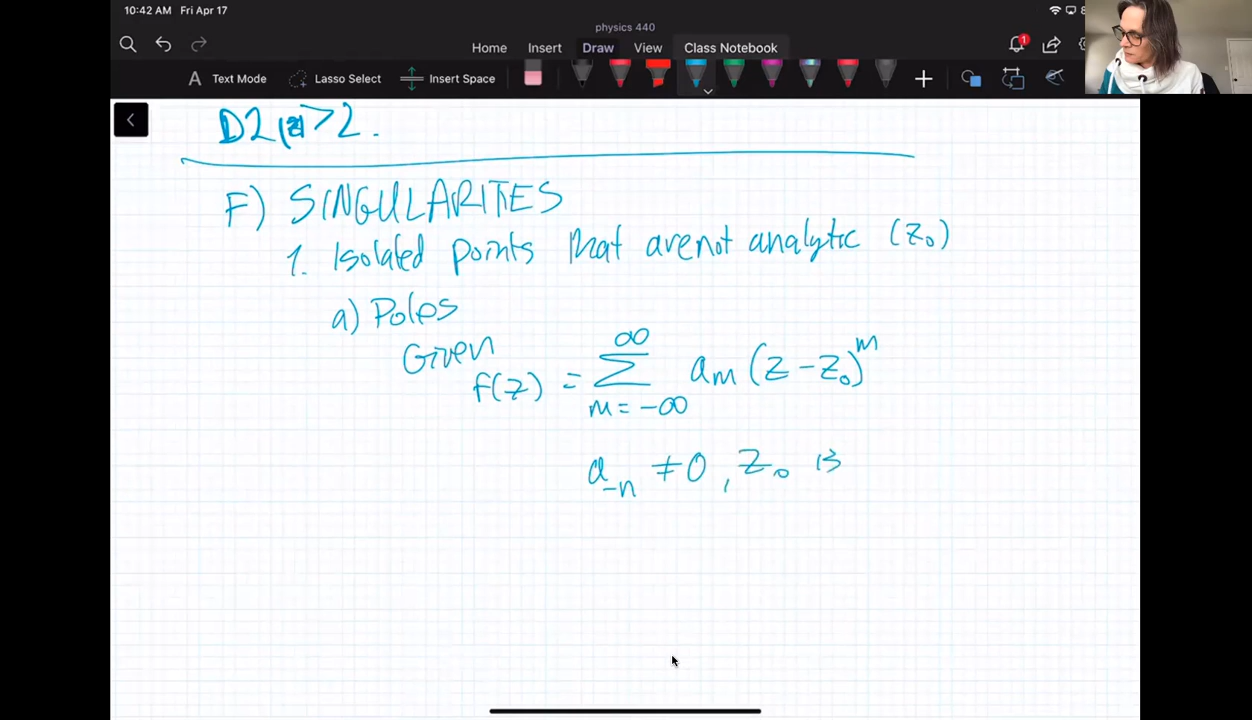 10:42 AM Fri Apr 17
physics 440
Home Insert Draw View Class Notebook
1
Text Mode Lasso Select Insert Space
D2 |z|>2.
F) SINGULARITES
1. Isolated points that are not analytic (z₀)
a) Poles
Given
f(z) = ∑_{m=-∞}^{∞} a_m (z-z₀)^m
a_{-n} ≠ 0, z₀ is